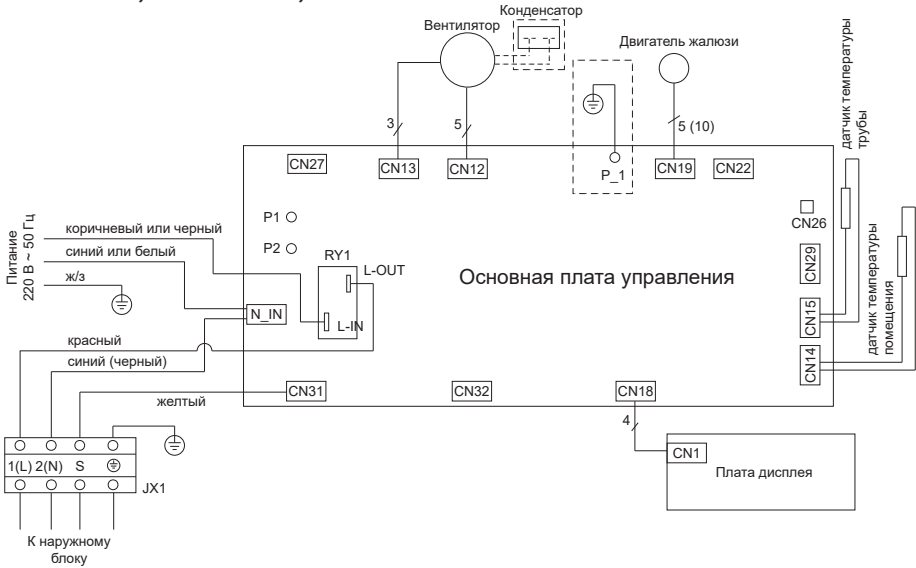 Конденсатор
Вентилятор
Двигатель жалюзи
датчик температуры
трубы
3
5
5 (10)
CN27
CN13
CN12
P_1
CN19
CN22
CN26
P1
P2
RY1
L-OUT
L-IN
N_IN
Основная плата управления
CN29
CN15
CN14
датчик температуры
помещения
Питание
220 В ~ 50 Гц
коричневый или черный
синий или белый
ж/з
красный
синий (черный)
желтый
CN31
CN32
CN18
4
CN1
Плата дисплея
1(L) 2(N) S
JX1
К наружному
блоку